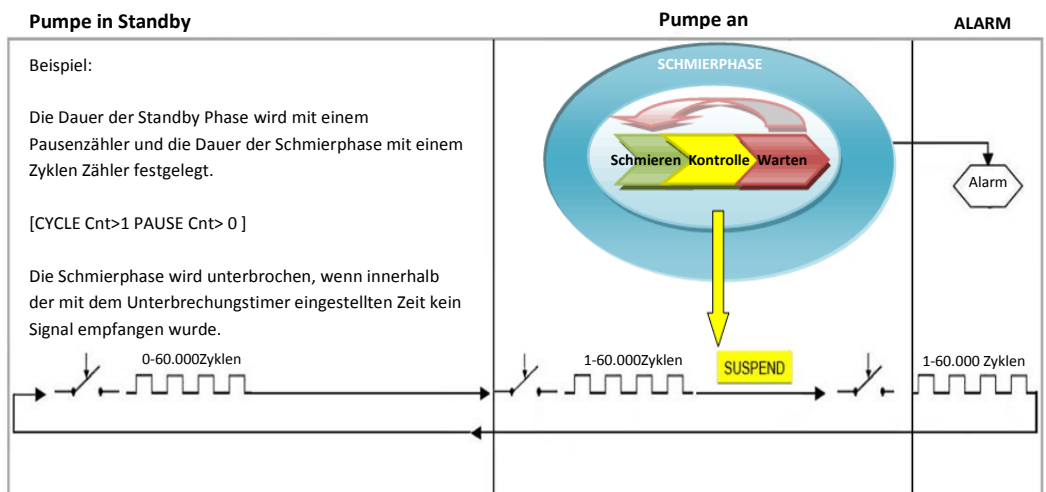 Pumpe in Standby
Pumpe an
ALARM
Beispiel:
Die Dauer der Standby Phase wird mit einem
Pausenzähler und die Dauer der Schmierphase mit einem
Zyklen Zähler festgelegt.
[CYCLE Cnt>1 PAUSE Cnt> 0 ]
Die Schmierphase wird unterbrochen, wenn innerhalb
der mit dem Unterbrechungstimer eingestellten Zeit kein
Signal empfangen wurde.
SCHMIERPHASE
Schmieren Kontrolle Warten
Alarm
0-60.000Zyklen
1-60.000Zyklen
SUSPEND
1-60.000 Zyklen